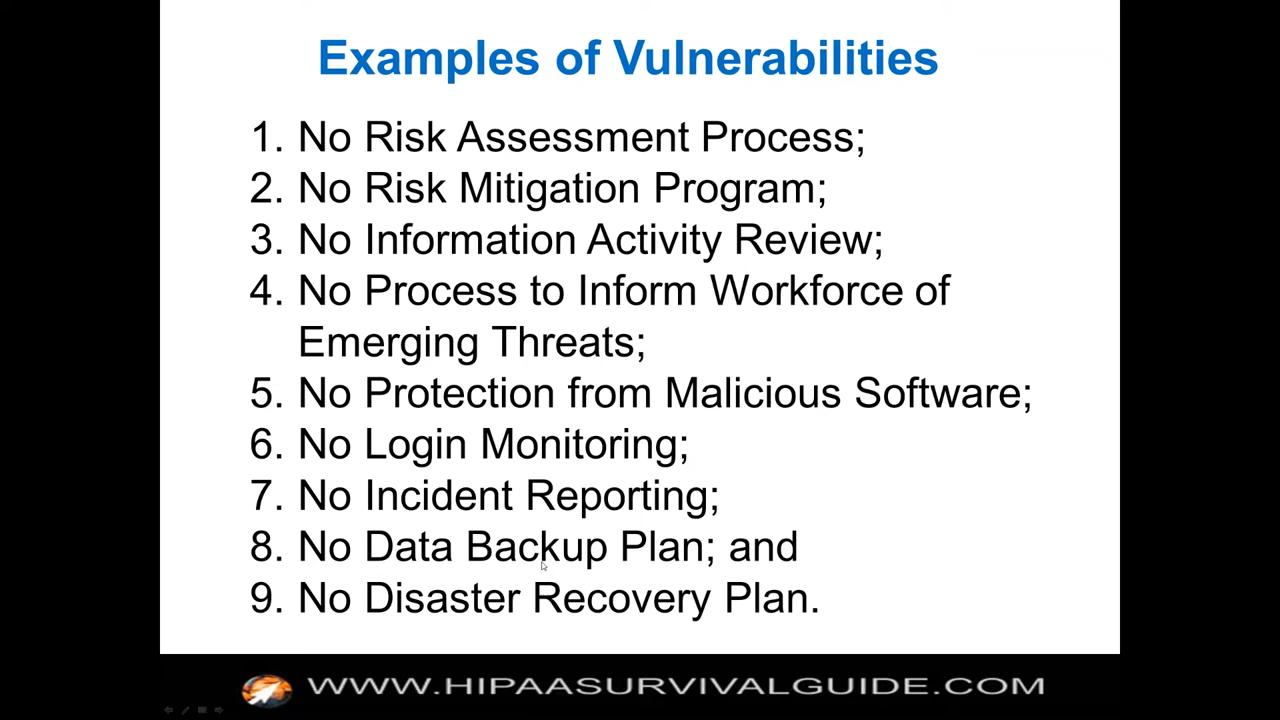 Examples of Vulnerabilities
1. No Risk Assessment Process;
2. No Risk Mitigation Program;
3. No Information Activity Review;
4. No Process to Inform Workforce of
Emerging Threats;
5. No Protection from Malicious Software;
6. No Login Monitoring;
7. No Incident Reporting;
8. No Data Backup Plan; and
9. No Disaster Recovery Plan.
WWW.HIPAASURVIVALGUIDE.COM